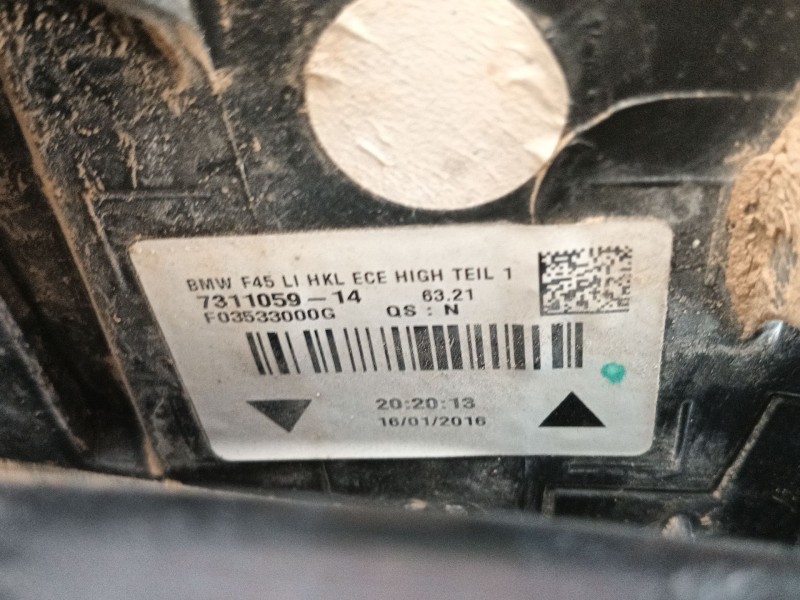 BMW F45 LI HKL ECE HIGH TEIL 1
7311059-14 63.21
F03533000G QS : N
20:20:13
16/01/2016